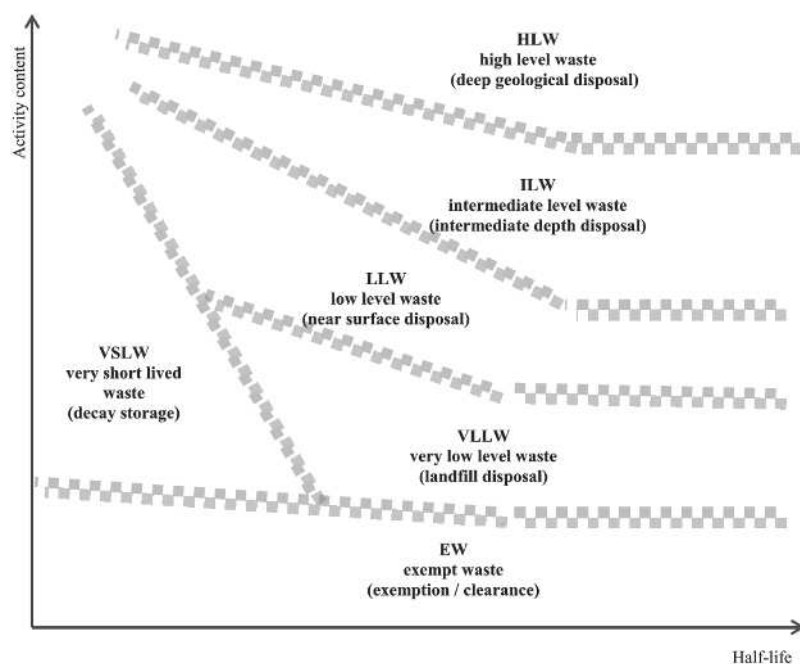 Activity content
HLW
high level waste
(deep geological disposal)
ILW
intermediate level waste
(intermediate depth disposal)
LLW
low level waste
(near surface disposal)
VSLW
very short lived
waste
(decay storage)
VLLW
very low level waste
(landfill disposal)
EW
exempt waste
(exemption / clearance)
Half-life